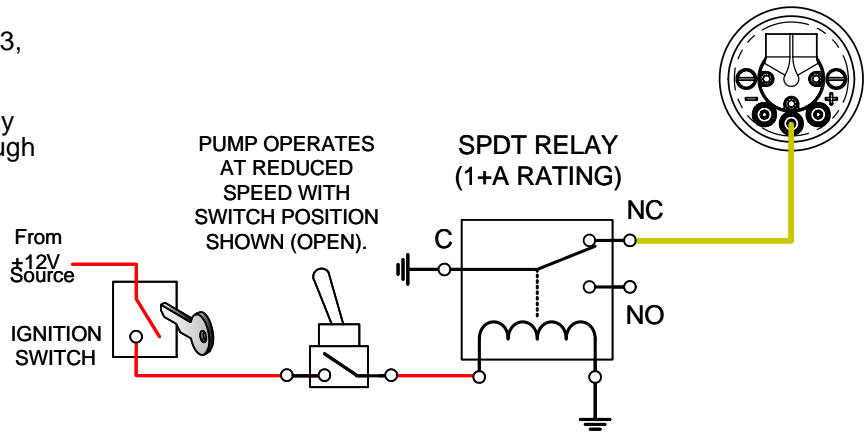 3,
ugh
PUMP OPERATES
AT REDUCED
SPEED WITH
SWITCH POSITION
SHOWN (OPEN).
SPDT RELAY
(1+A RATING)
NC
C
NO
From
+12V
Source
IGNITION
SWITCH
− +